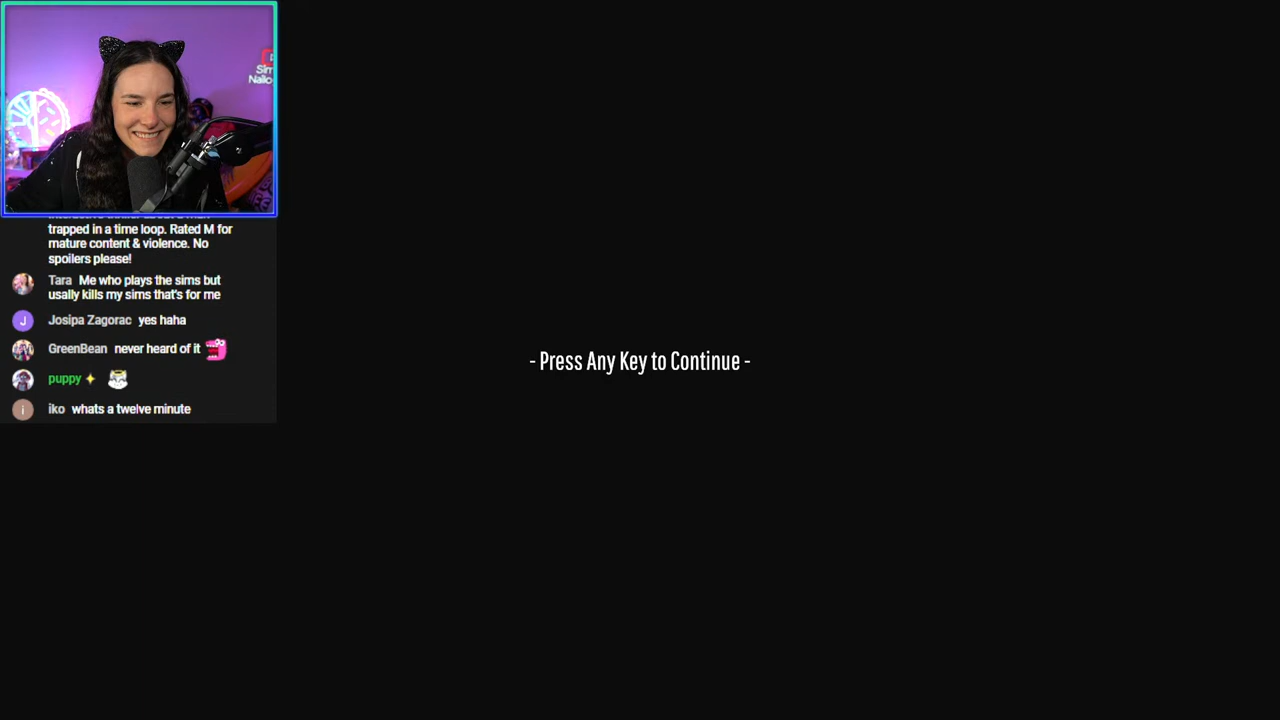 Sim
Nailo
trapped in a time loop. Rated M for
mature content & violence. No
spoilers please!
Tara Me who plays the sims but
usally kills my sims that's for me
J Josipa Zagorac yes haha
GreenBean never heard of it
puppy
i iko whats a twelve minute
- Press Any Key to Continue -